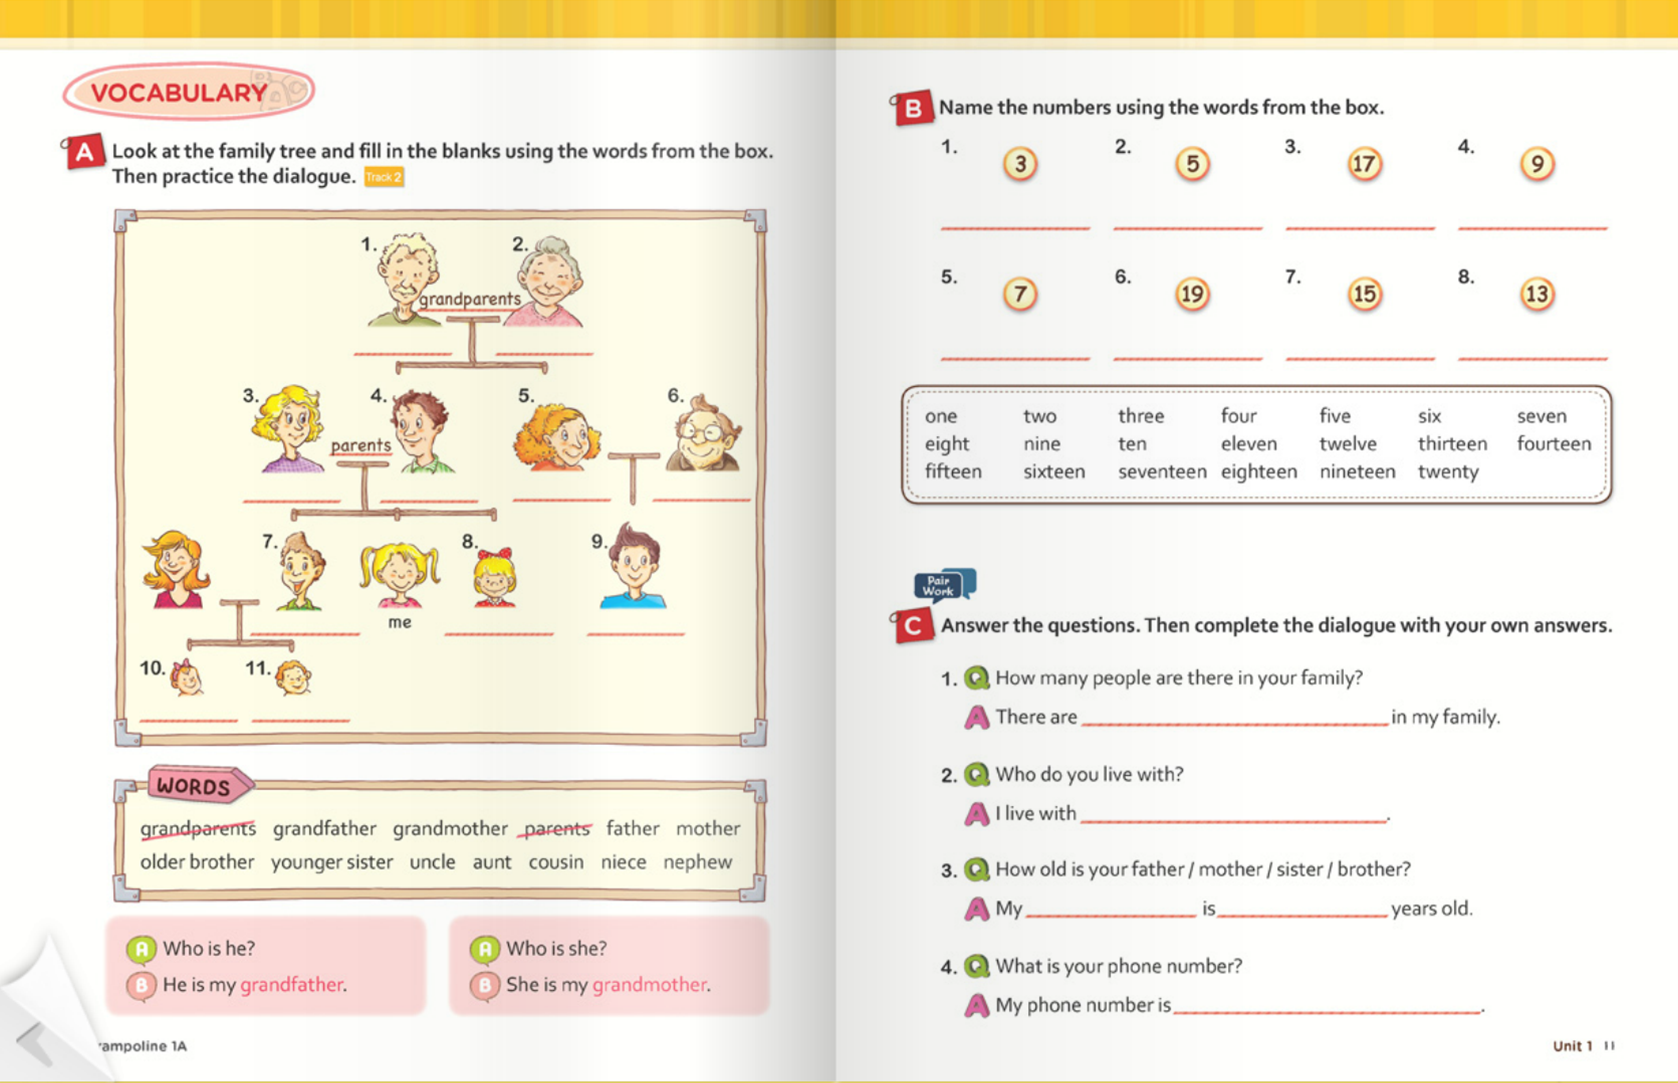 VOCABULARY
A Look at the family tree and fill in the blanks using the words from the box.
Then practice the dialogue. Track 2
1. 2.
grandparents
3. 4. 5. 6.
parents
7. 8. 9.
me
10. 11.
WORDS
grandparents grandfather grandmother parents father mother
older brother younger sister uncle aunt cousin niece nephew
A Who is he?
B He is my grandfather.
A Who is she?
B She is my grandmother.
rampoline 1A
B Name the numbers using the words from the box.
1. 3 2. 5 3. 17 4. 9
5. 7 6. 19 7. 15 8. 13
one two three four five six seven
eight nine ten eleven twelve thirteen fourteen
fifteen sixteen seventeen eighteen nineteen twenty
Pair
Work
C Answer the questions. Then complete the dialogue with your own answers.
1. Q How many people are there in your family?
A There are in my family.
2. Q Who do you live with?
A I live with .
3. Q How old is your father / mother / sister / brother?
A My is years old.
4. Q What is your phone number?
A My phone number is .
Unit 1 11